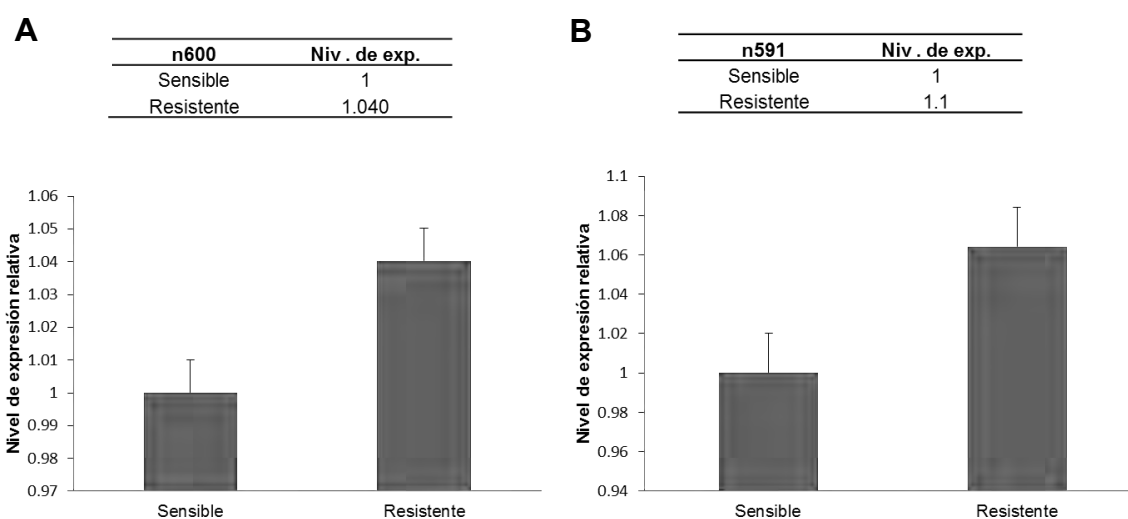 A
n600 Niv . de exp.
Sensible 1
Resistente 1.040
Nivel de expresión relativa
1.06
1.05
1.04
1.03
1.02
1.01
1
0.99
0.98
0.97
Sensible Resistente
B
n591 Niv . de exp.
Sensible 1
Resistente 1.1
Nivel de expresión relativa
1.1
1.08
1.06
1.04
1.02
1
0.98
0.96
0.94
Sensible Resistente